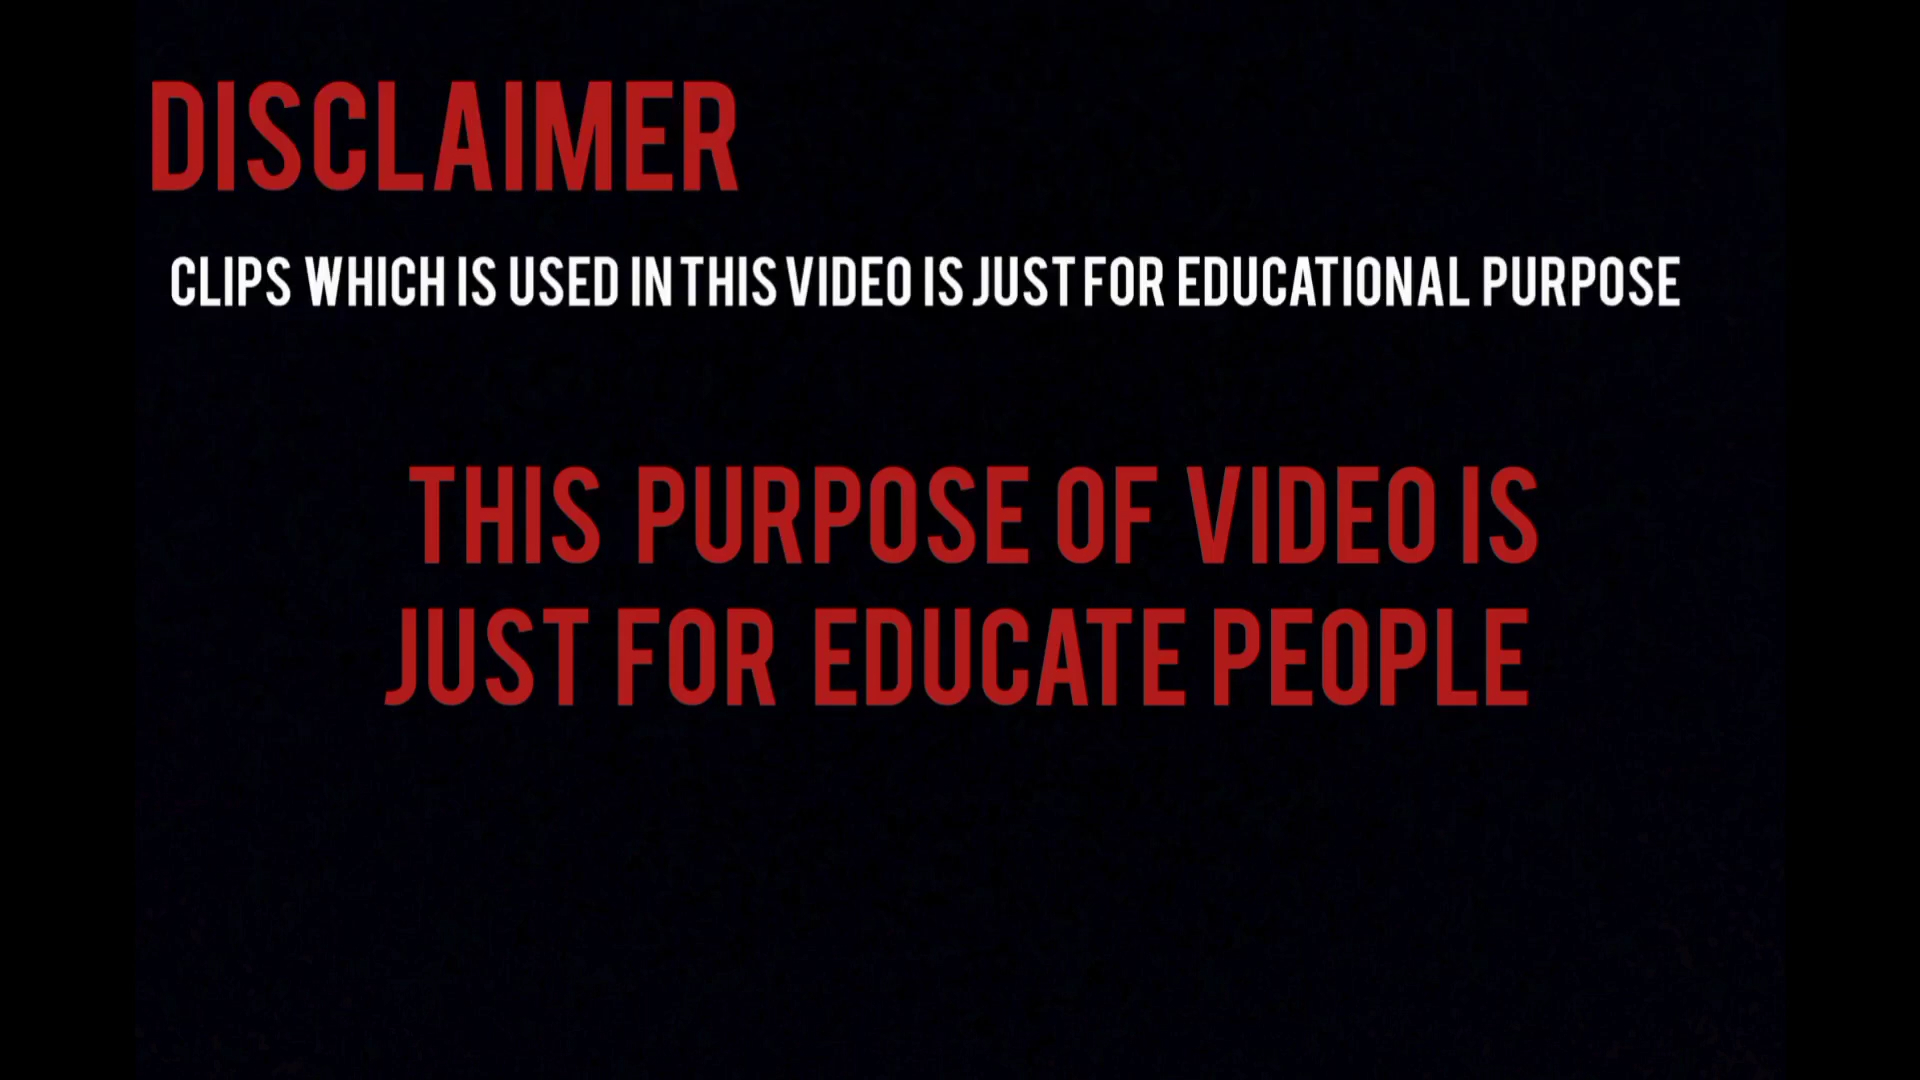 DISCLAIMER
CLIPS WHICH IS USED IN THIS VIDEO IS JUST FOR EDUCATIONAL PURPOSE
THIS PURPOSE OF VIDEO IS
JUST FOR EDUCATE PEOPLE